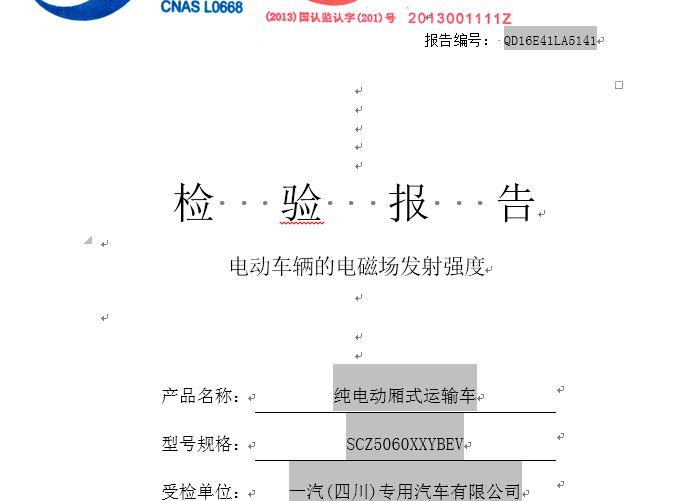 CNAS L0668
(2013)国认监认字(201)号 2013001111Z
报告编号： QD16E41LA5141
检 验 报 告
电动车辆的电磁场发射强度
产品名称： 纯电动厢式运输车
型号规格： SCZ5060XXYBEV
受检单位： 一汽(四川)专用汽车有限公司